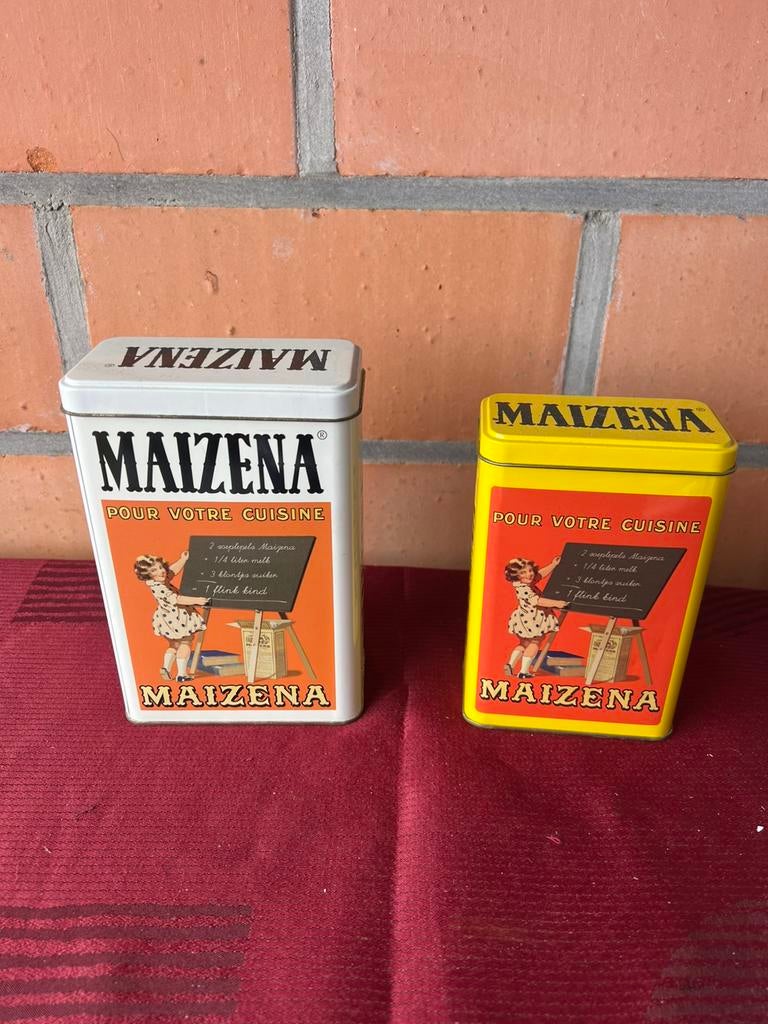 MAIZENA®
MAIZENA®
POUR VOTRE CUISINE
2 soeplepels Maizena
+ 1/4 liter melk
+ 3 klontjes suiker
= 1 flink kind
MAIZENA
MAIZENA®
POUR VOTRE CUISINE
2 soeplepels Maizena
+ 1/4 liter melk
+ 3 klontjes suiker
= 1 flink kind
MAIZENA